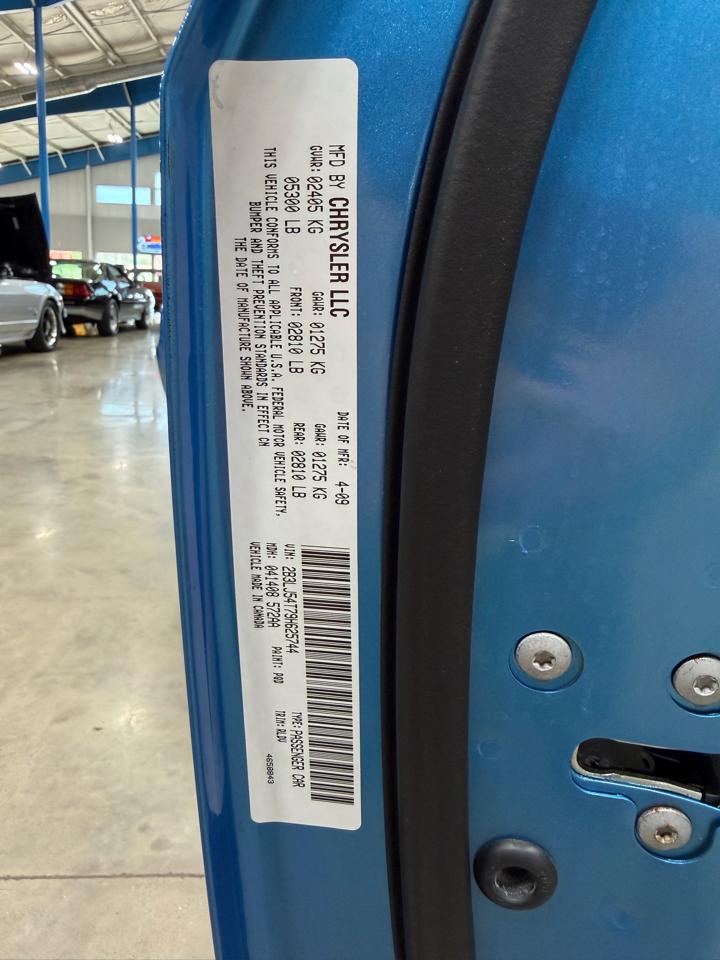 MFD BY CHRYSLER LLC DATE OF MFR: 4-09
GVWR: 02405 KG GAWR: 01275 KG GAWR: 01275 KG
05300 LB FRONT: 02810 LB REAR: 02810 LB
THIS VEHICLE CONFORMS TO ALL APPLICABLE U.S.A. FEDERAL MOTOR VEHICLE SAFETY,
BUMPER AND THEFT PREVENTION STANDARDS IN EFFECT ON
THE DATE OF MANUFACTURE SHOWN ABOVE.
VIN: 2B3LJ54T79H625744 TYPE: PASSENGER CAR
MDH: 041408 572AA PAINT: PQD TRIM: RLDV
VEHICLE MADE IN CANADA 4658843